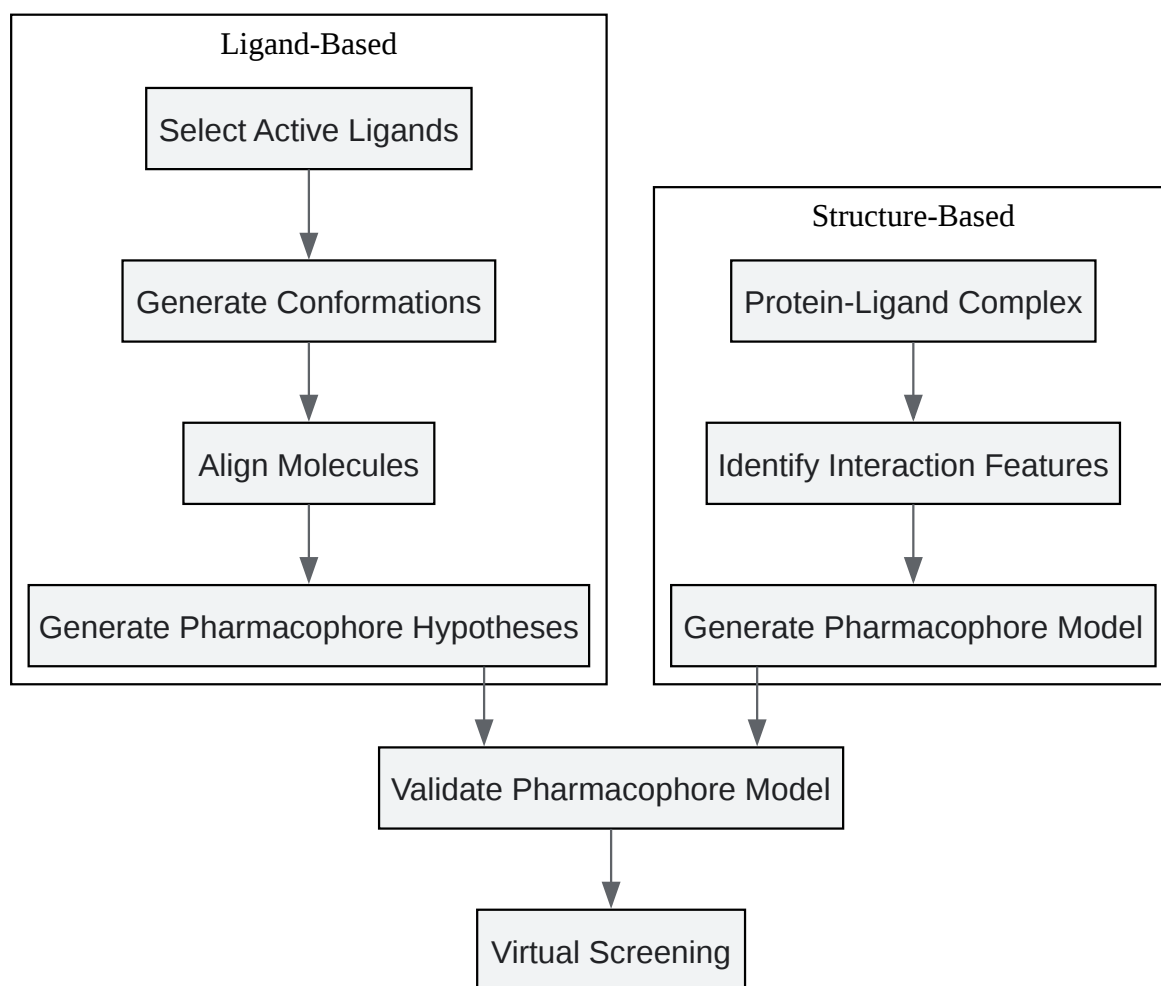 Ligand-Based
Select Active Ligands
Generate Conformations
Align Molecules
Generate Pharmacophore Hypotheses
Structure-Based
Protein-Ligand Complex
Identify Interaction Features
Generate Pharmacophore Model
Validate Pharmacophore Model
Virtual Screening